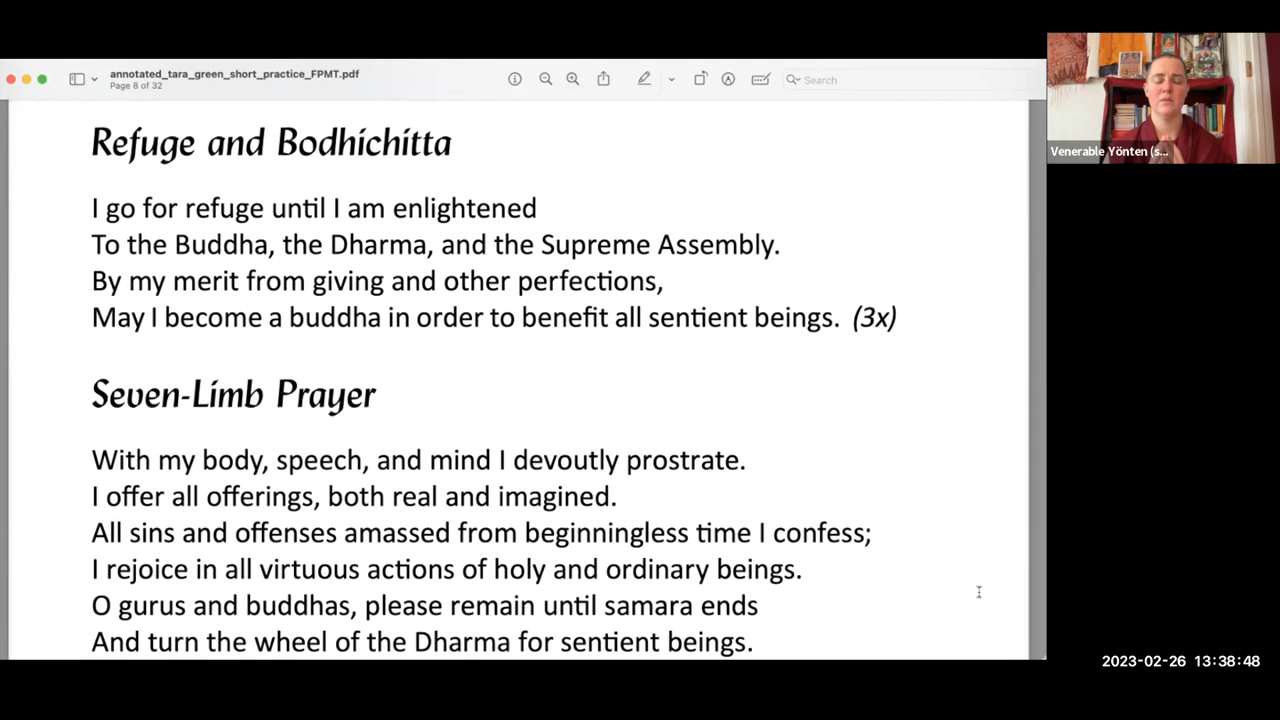 annotated_tara_green_short_practice_FPMT.pdf
Page 8 of 32
Search
Venerable Yönten (s...
Refuge and Bodhichitta
I go for refuge until I am enlightened
To the Buddha, the Dharma, and the Supreme Assembly.
By my merit from giving and other perfections,
May I become a buddha in order to benefit all sentient beings. (3x)
Seven-Limb Prayer
With my body, speech, and mind I devoutly prostrate.
I offer all offerings, both real and imagined.
All sins and offenses amassed from beginningless time I confess;
I rejoice in all virtuous actions of holy and ordinary beings.
O gurus and buddhas, please remain until samara ends
And turn the wheel of the Dharma for sentient beings.
2023-02-26 13:38:48